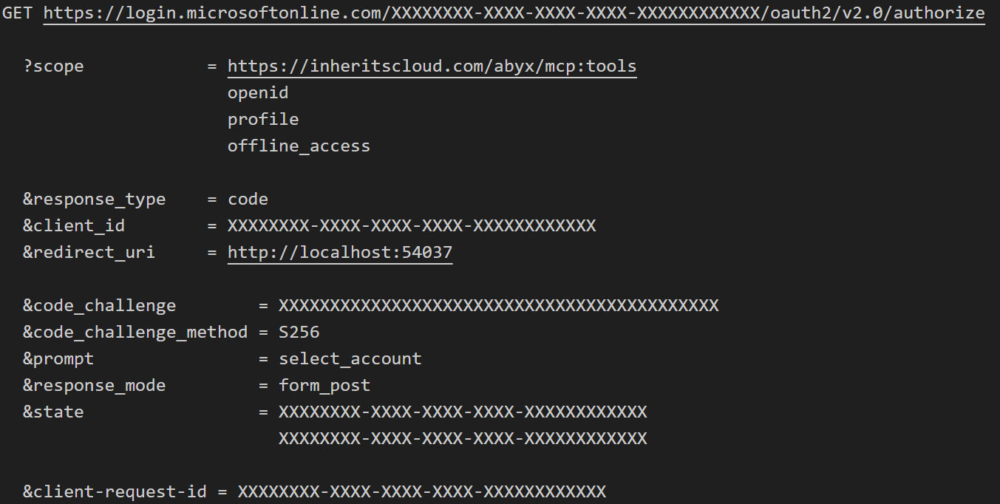 GET https://login.microsoftonline.com/XXXXXXXX-XXXX-XXXX-XXXX-XXXXXXXXXXXX/oauth2/v2.0/authorize
?scope = https://inheritscloud.com/abyx/mcp:tools
openid
profile
offline_access
&response_type = code
&client_id = XXXXXXXX-XXXX-XXXX-XXXX-XXXXXXXXXXXX
&redirect_uri = http://localhost:54037
&code_challenge = XXXXXXXXXXXXXXXXXXXXXXXXXXXXXXXXXXXXXXXXXXX
&code_challenge_method = S256
&prompt = select_account
&response_mode = form_post
&state = XXXXXXXX-XXXX-XXXX-XXXX-XXXXXXXXXXXX
XXXXXXXX-XXXX-XXXX-XXXX-XXXXXXXXXXXX
&client-request-id = XXXXXXXX-XXXX-XXXX-XXXX-XXXXXXXXXXXX